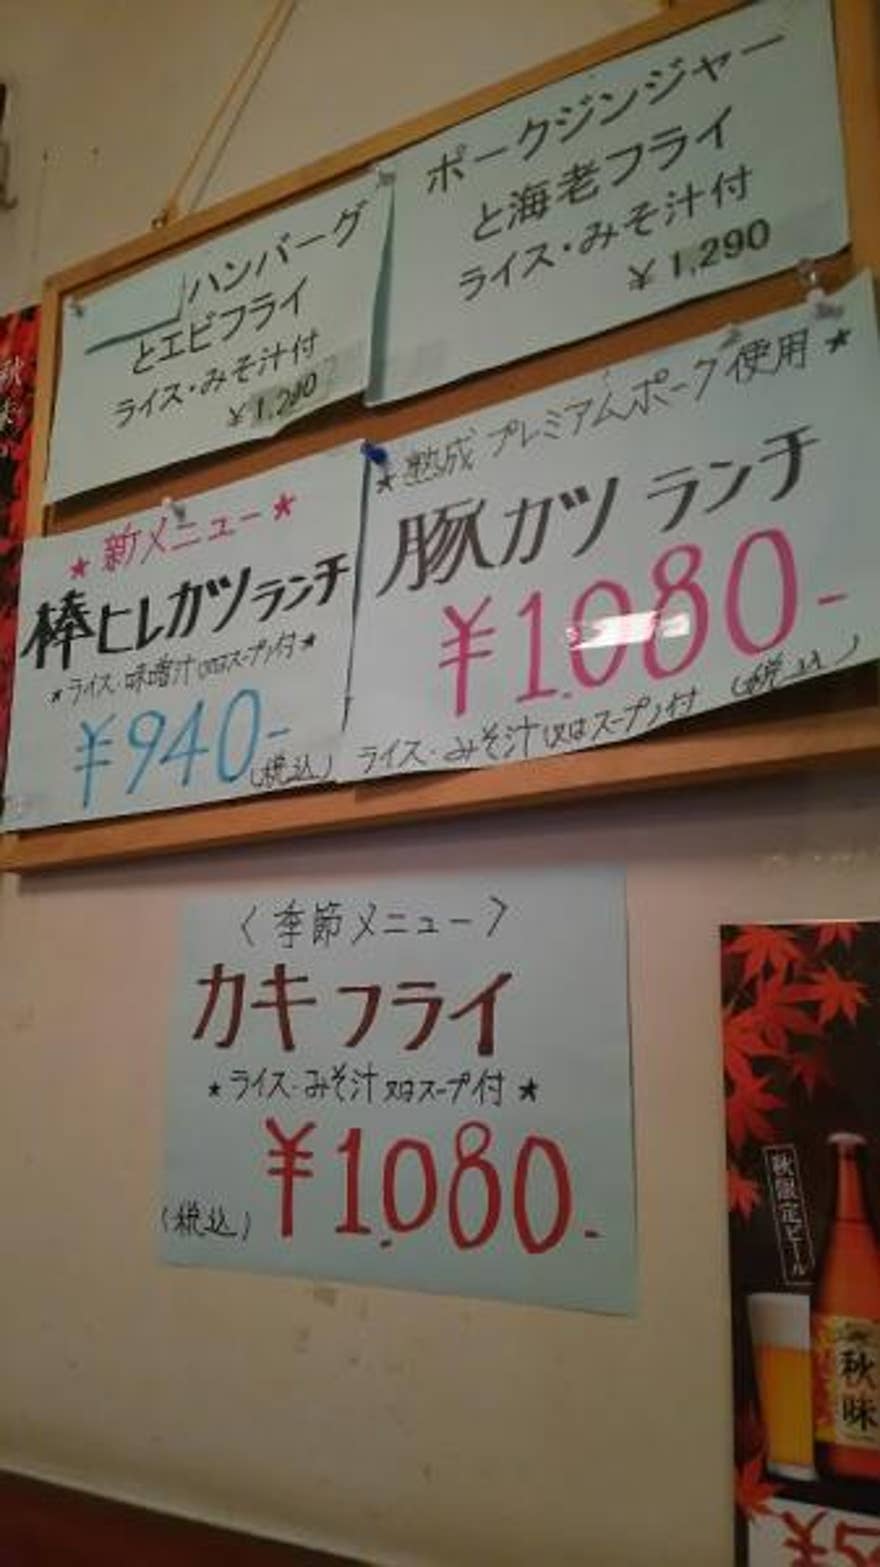 ハンバーグ
とエビフライ
ライス・みそ汁付
ポークジンジャー
と海老フライ
ライス・みそ汁付
￥1,290
★新メニュー★
棒ヒレカツランチ
★ライス・味噌汁又はスープ付★
￥940-
(税込)
★熟成プレミアムポーク使用★
豚カツランチ
￥1,080-
ライス・みそ汁又はスープ付 (税込)
〈季節メニュー〉
カキフライ
★ライス・みそ汁又はスープ付★
(税込) ￥1,080-
秋限定ビール
秋味